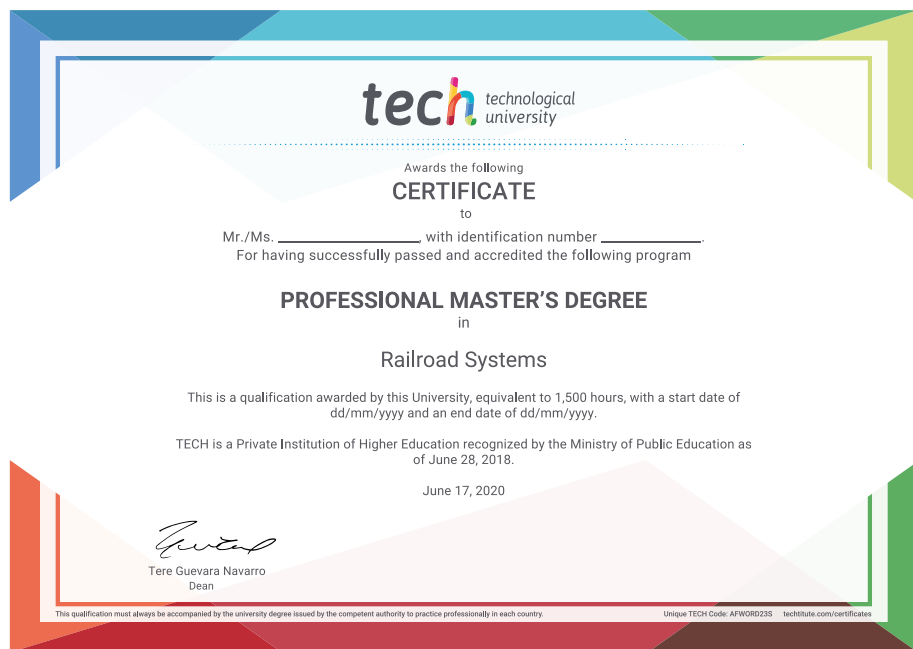 tech technological
university
Awards the following
CERTIFICATE
to
Mr./Ms. ____________, with identification number ____________.
For having successfully passed and accredited the following program
PROFESSIONAL MASTER'S DEGREE
in
Railroad Systems
This is a qualification awarded by this University, equivalent to 1,500 hours, with a start date of
dd/mm/yyyy and an end date of dd/mm/yyyy.
TECH is a Private Institution of Higher Education recognized by the Ministry of Public Education as
of June 28, 2018.
June 17, 2020
Tere Guevara Navarro
Dean
This qualification must always be accompanied by the university degree issued by the competent authority to practice professionally in each country. Unique TECH Code: AFWORD23S techtitute.com/certificates